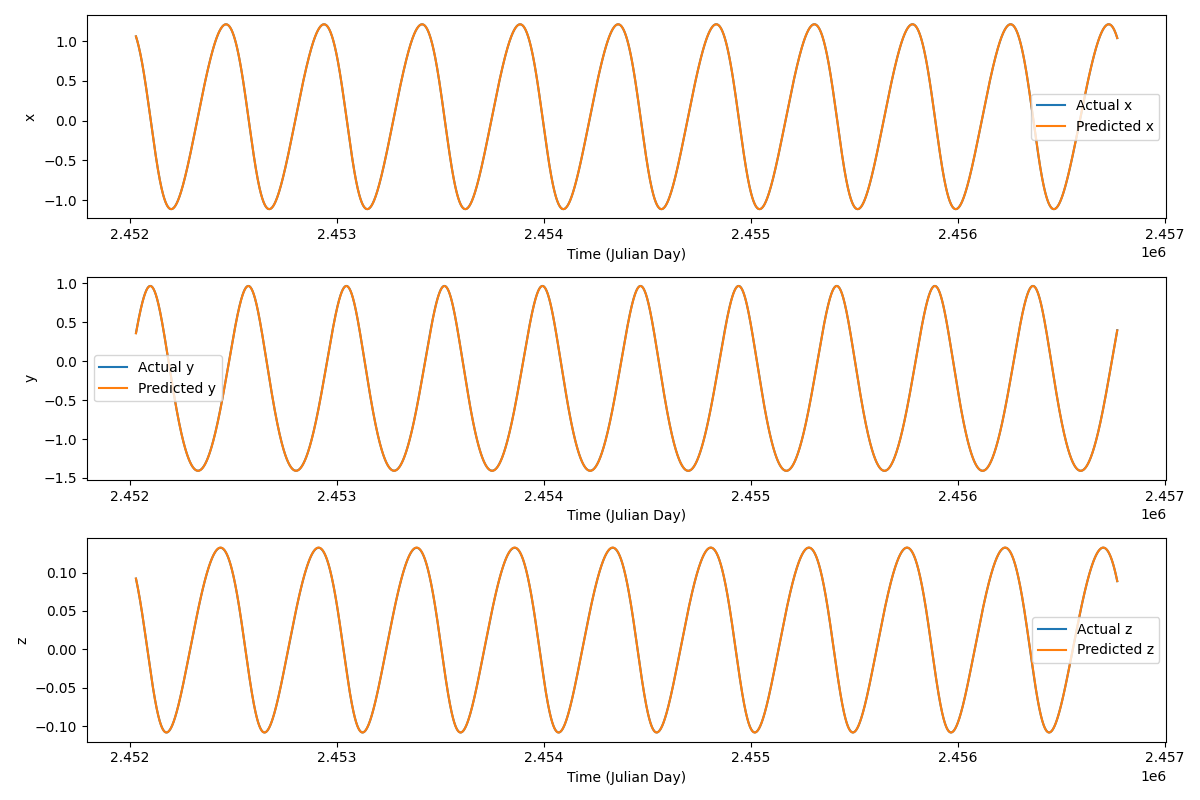 x
1.0
0.5
0.0
−0.5
−1.0
Actual x
Predicted x
2.452 2.453 2.454 2.455 2.456 2.457
Time (Julian Day)
1e6
y
1.0
0.5
0.0
−0.5
−1.0
−1.5
Actual y
Predicted y
2.452 2.453 2.454 2.455 2.456 2.457
Time (Julian Day)
1e6
z
0.10
0.05
0.00
−0.05
−0.10
Actual z
Predicted z
2.452 2.453 2.454 2.455 2.456 2.457
Time (Julian Day)
1e6